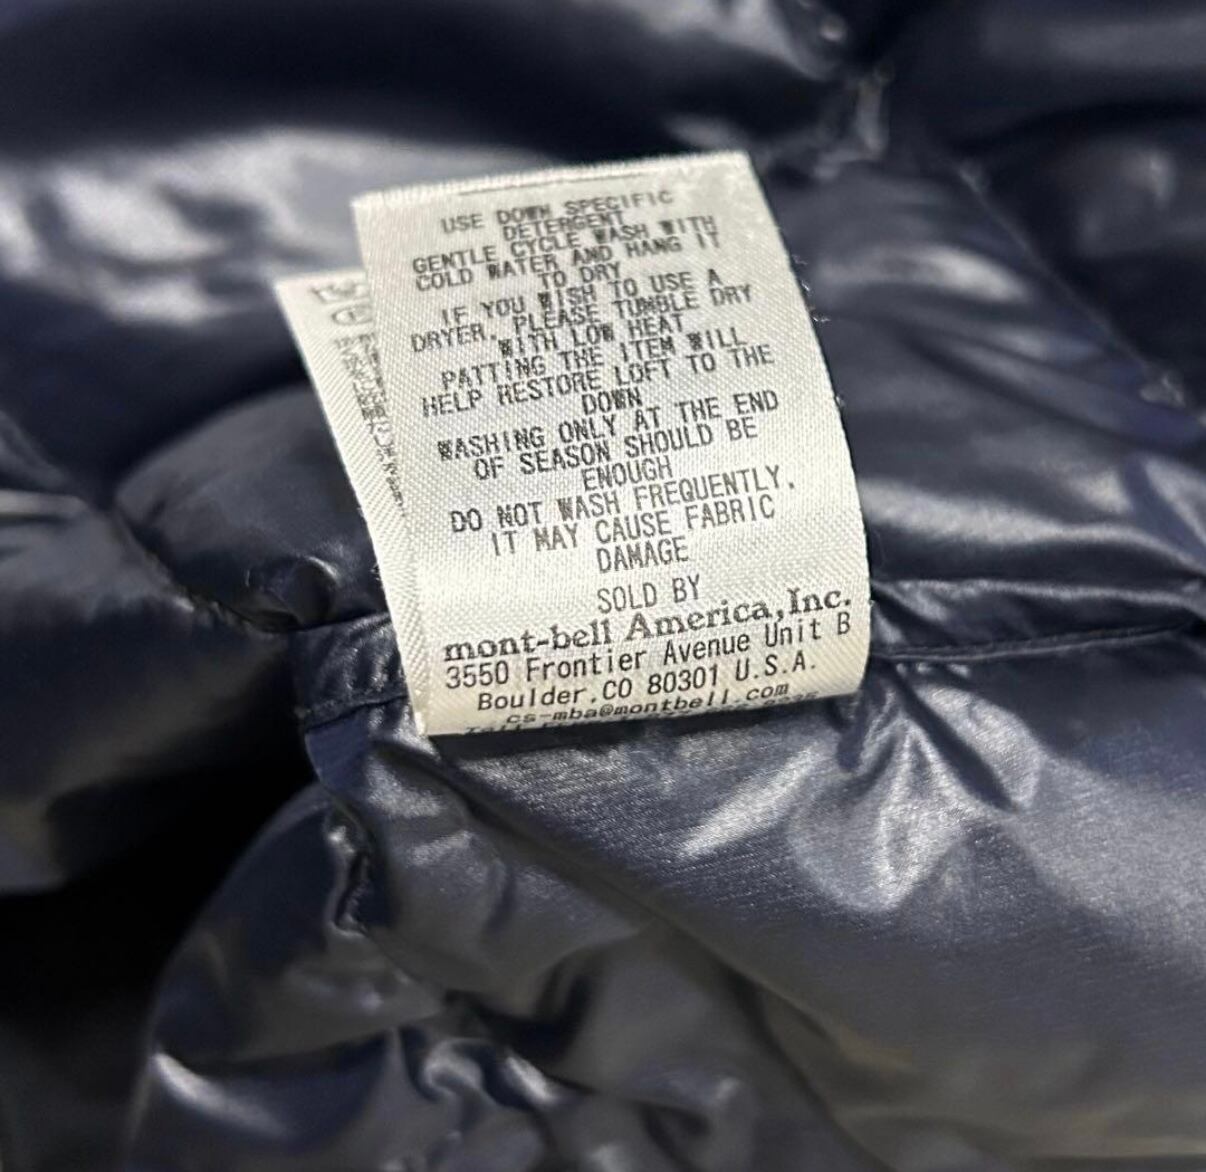 USE DOWN SPECIFIC
DETERGENT
GENTLE CYCLE WASH WITH
COLD WATER AND HANG IT
TO DRY
IF YOU WISH TO USE A
DRYER, PLEASE TUMBLE DRY
WITH LOW HEAT
PATTING THE ITEM WILL
HELP RESTORE LOFT TO THE
DOWN
WASHING ONLY AT THE END
OF SEASON SHOULD BE
ENOUGH
DO NOT WASH FREQUENTLY,
IT MAY CAUSE FABRIC
DAMAGE
SOLD BY
mont-bell America,Inc.
3550 Frontier Avenue Unit B
Boulder,CO 80301 U.S.A.
cs-mba@montbell.com